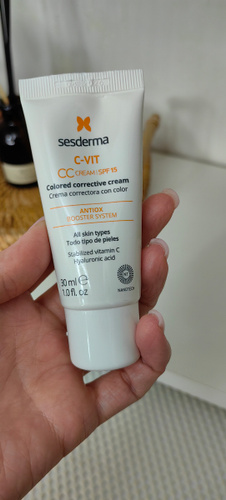 sesderma
C-VIT
CC CREAM SPF 15
Colored corrective cream
Crema correctora con color
ANTIOX
BOOSTER SYSTEM
All skin types
Todo tipo de pieles
Stabilized vitamin C
Hyaluronic acid
30 ml e
1.0 fl. oz
NANOTECH